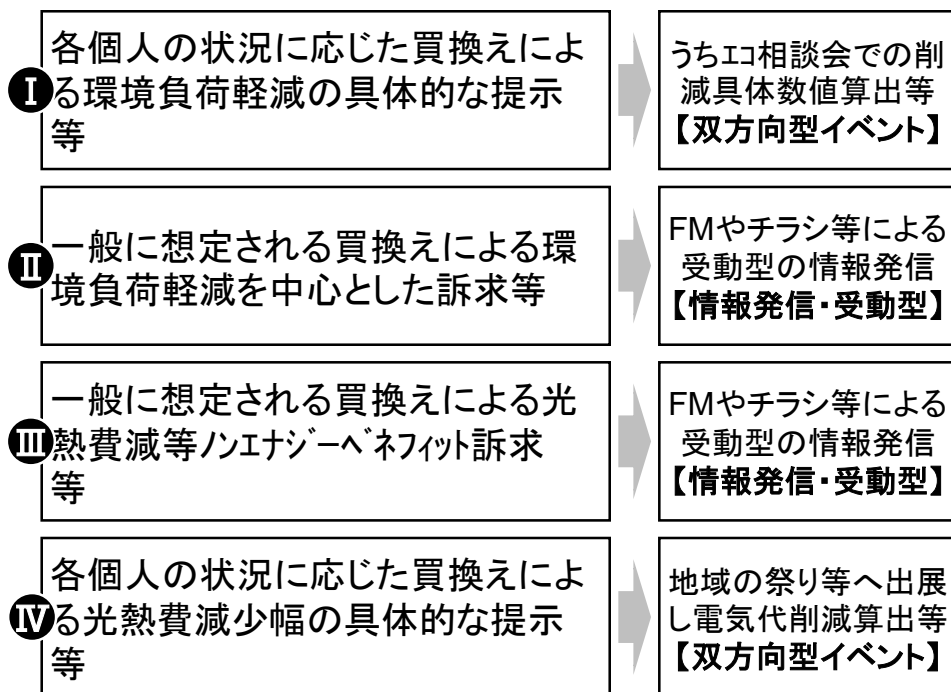 Ⅰ
各個人の状況に応じた買換えによ
る環境負荷軽減の具体的な提示
等
うちエコ相談会での削
減具体数値算出等
【双方向型イベント】
Ⅱ
一般に想定される買換えによる環
境負荷軽減を中心とした訴求等
FMやチラシ等による
受動型の情報発信
【情報発信・受動型】
Ⅲ
一般に想定される買換えによる光
熱費減等ノンエナジーベネフィット訴求
等
FMやチラシ等による
受動型の情報発信
【情報発信・受動型】
Ⅳ
各個人の状況に応じた買換えによ
る光熱費減少幅の具体的な提示
等
地域の祭り等へ出展
し電気代削減算出等
【双方向型イベント】